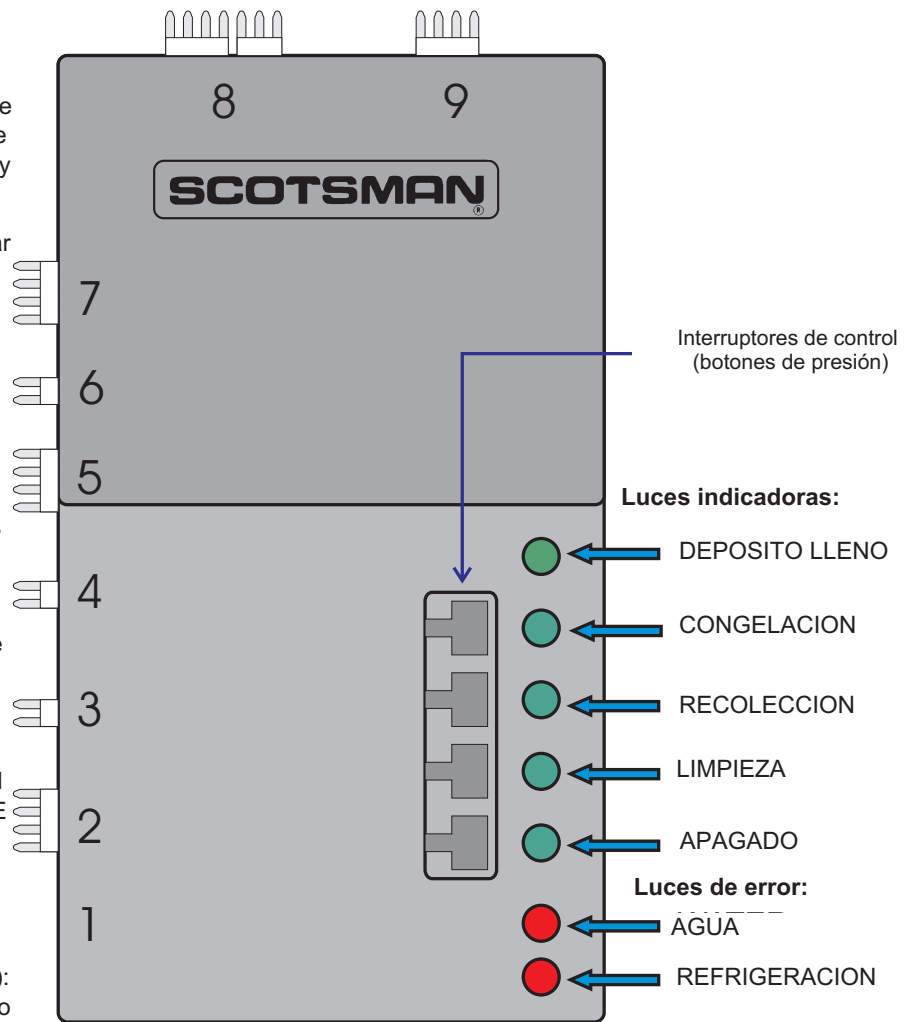 8
9
SCOTSMAN
®
e
e
y
ar
7
6
5
4
3
2
1
e
):
o
Interruptores de control
(botones de presión)
Luces indicadoras:
DEPOSITO LLENO
CONGELACION
RECOLECCION
LIMPIEZA
APAGADO
Luces de error:
AGUA
REFRIGERACION